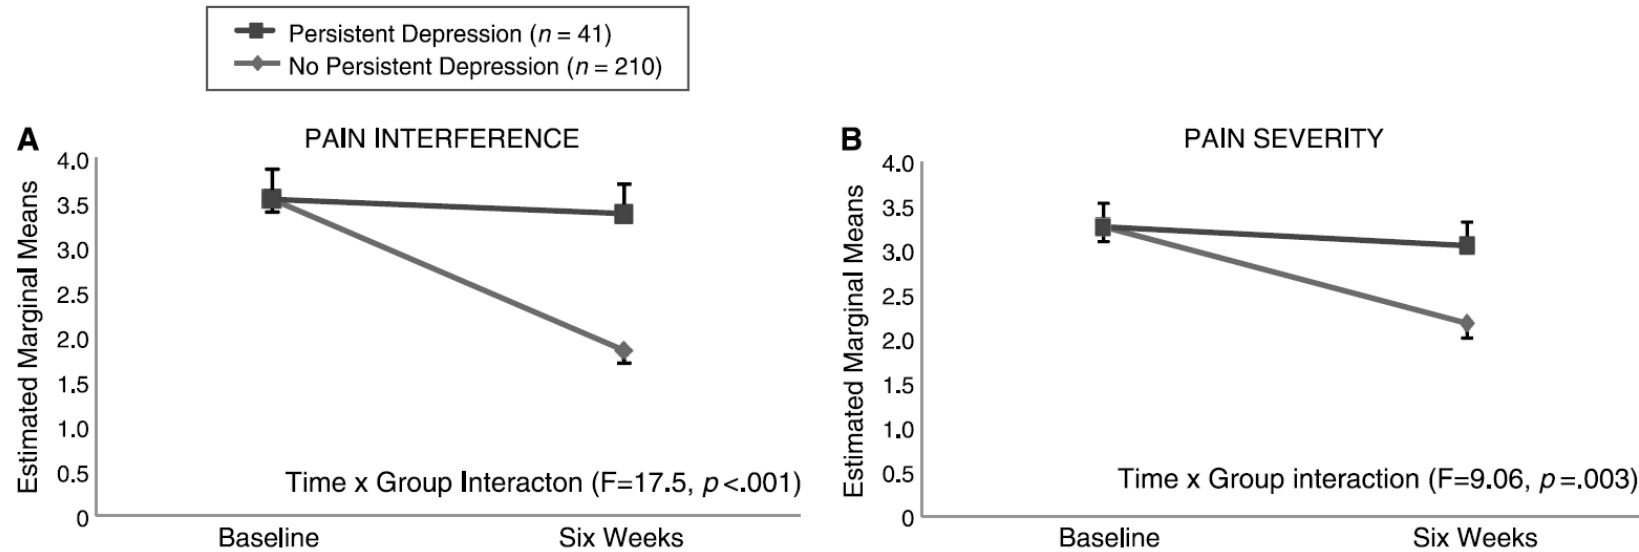 Persistent Depression (n = 41)
No Persistent Depression (n = 210)
A
PAIN INTERFERENCE
Estimated Marginal Means
4.0
3.5
3.0
2.5
2.0
1.5
1.0
0.5
0
Time x Group Interacton (F=17.5, p<.001)
Baseline
Six Weeks
B
PAIN SEVERITY
Estimated Marginal Means
4.0
3.5
3.0
2.5
2.0
1.5
1.0
0.5
0
Time x Group interaction (F=9.06, p=.003)
Baseline
Six Weeks